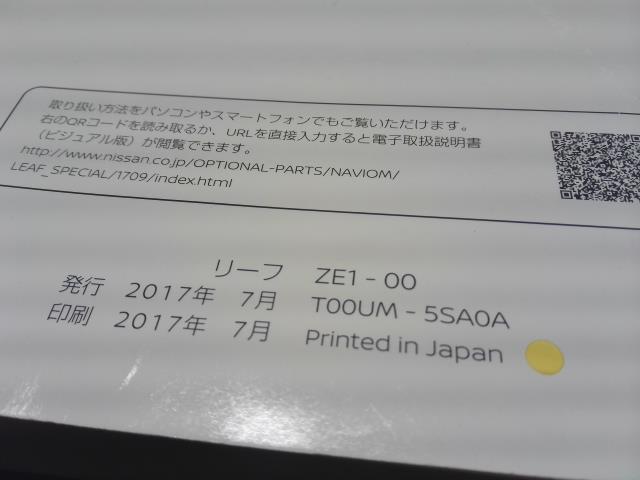 取り扱い方法をパソコンやスマートフォンでもご覧いただけます。
右のQRコードを読み取るか、URLを直接入力すると電子取扱説明書
（ビジュアル版）が閲覧できます。
http://www.nissan.co.jp/OPTIONAL-PARTS/NAVIOM/
LEAF_SPECIAL/1709/index.html
リーフ ZE1-00
発行 2017年 7月 T00UM-5SA0A
印刷 2017年 7月 Printed in Japan